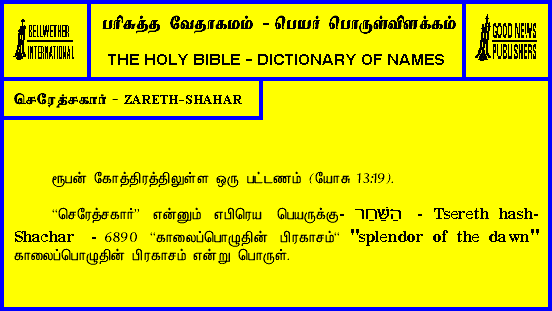 BELLWETHER
INTERNATIONAL
பரிசுத்த வேதாகமம் - பெயர் பொருள்விளக்கம்
THE HOLY BIBLE - DICTIONARY OF NAMES
GOOD NEWS
PUBLISHERS
செரேத்சகார் - ZARETH-SHAHAR
ரூபன் கோத்திரத்திலுள்ள ஒரு பட்டணம் (யோசு 13:19).
“செரேத்சகார்” என்னும் எபிரெய பெயருக்கு- הַשַּׁחַר - Tsereth hash-
Shachar - 6890 “காலைப்பொழுதின் பிரகாசம்“ "splendor of the dawn"
காலைப்பொழுதின் பிரகாசம் என்று பொருள்.